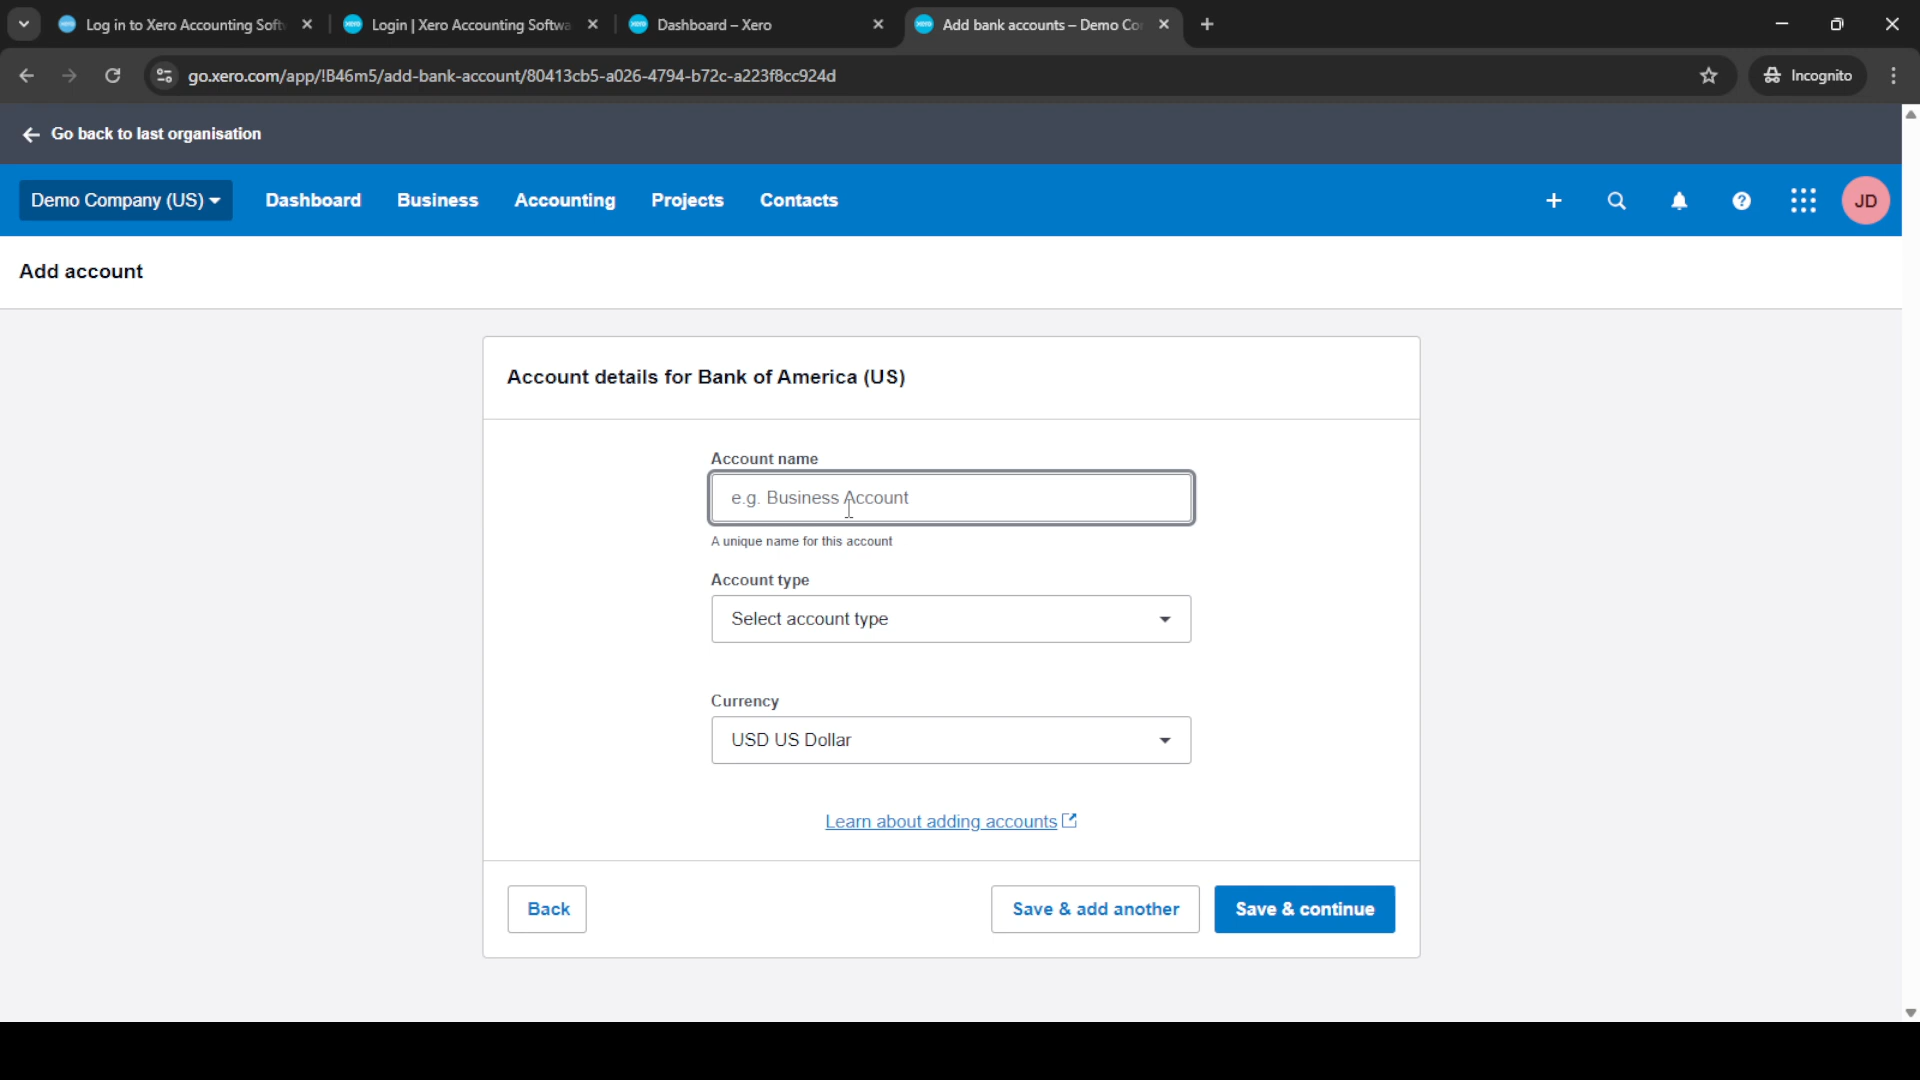 Log in to Xero Accounting Soft
Login | Xero Accounting Softwa
Dashboard – Xero
Add bank accounts – Demo Co
go.xero.com/app/!B46m5/add-bank-account/80413cb5-a026-4794-b72c-a223f8cc924d
Incognito
Go back to last organisation
Demo Company (US)
Dashboard
Business
Accounting
Projects
Contacts
JD
Add account
Account details for Bank of America (US)
Account name
e.g. Business Account
A unique name for this account
Account type
Select account type
Currency
USD US Dollar
Learn about adding accounts
Back
Save & add another
Save & continue